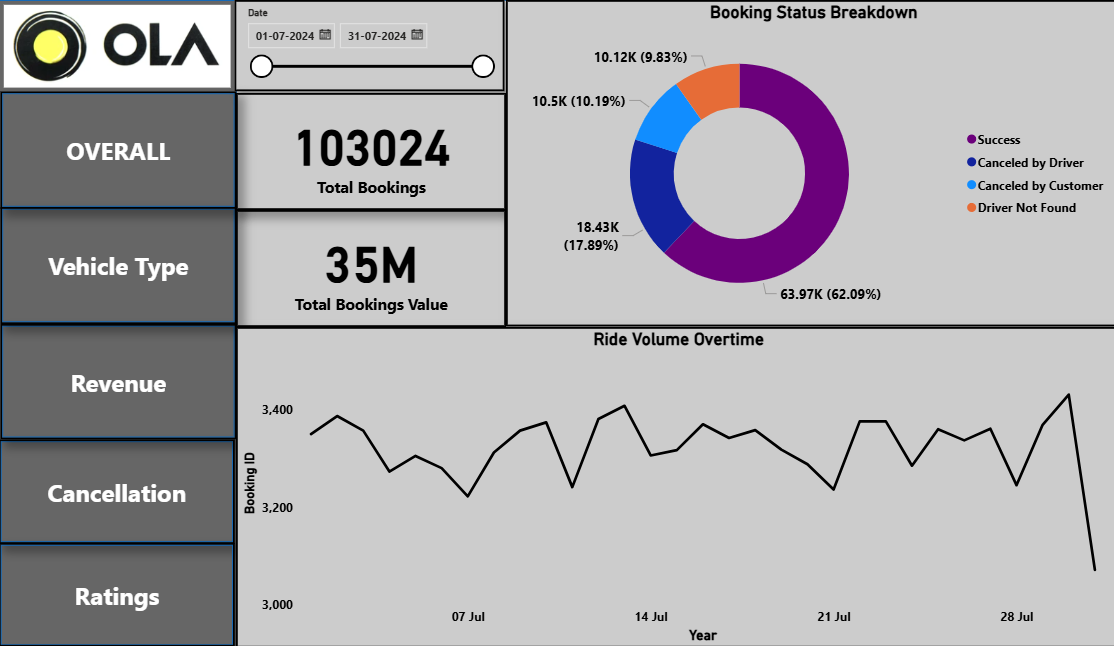 OLA
Date
01-07-2024
31-07-2024
OVERALL
Vehicle Type
Revenue
Cancellation
Ratings
103024
Total Bookings
35M
Total Bookings Value
Booking Status Breakdown
10.12K (9.83%)
10.5K (10.19%)
18.43K
(17.89%)
63.97K (62.09%)
Success
Canceled by Driver
Canceled by Customer
Driver Not Found
Ride Volume Overtime
Booking ID
3,400
3,200
3,000
07 Jul
14 Jul
21 Jul
28 Jul
Year